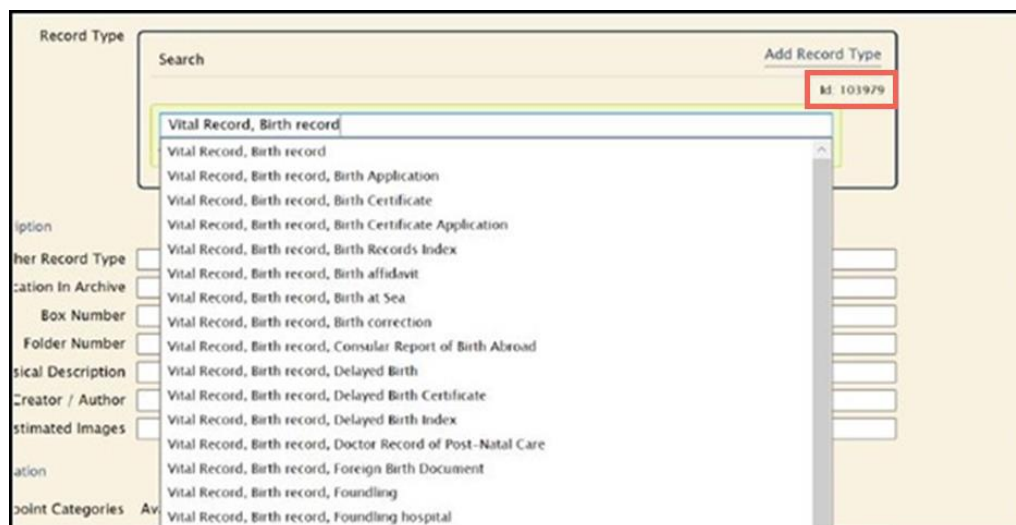 Record Type
Search
Add Record Type
Id: 103979
Vital Record, Birth record
Vital Record, Birth record
Vital Record, Birth record, Birth Application
Vital Record, Birth record, Birth Certificate
Vital Record, Birth record, Birth Certificate Application
Vital Record, Birth record, Birth Records Index
Vital Record, Birth record, Birth affidavit
Vital Record, Birth record, Birth at Sea
Vital Record, Birth record, Birth correction
Vital Record, Birth record, Consular Report of Birth Abroad
Vital Record, Birth record, Delayed Birth
Vital Record, Birth record, Delayed Birth Certificate
Vital Record, Birth record, Delayed Birth Index
Vital Record, Birth record, Doctor Record of Post-Natal Care
Vital Record, Birth record, Foreign Birth Document
Vital Record, Birth record, Foundling
Vital Record, Birth record, Foundling hospital
iption
her Record Type
cation In Archive
Box Number
Folder Number
sical Description
Creator / Author
stimated Images
ation
point Categories Av